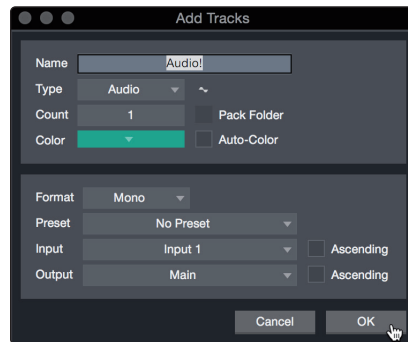 Add Tracks
Name Audio!
Type Audio
Count 1 Pack Folder
Color Auto-Color
Format Mono
Preset No Preset
Input Input 1 Ascending
Output Main Ascending
Cancel OK